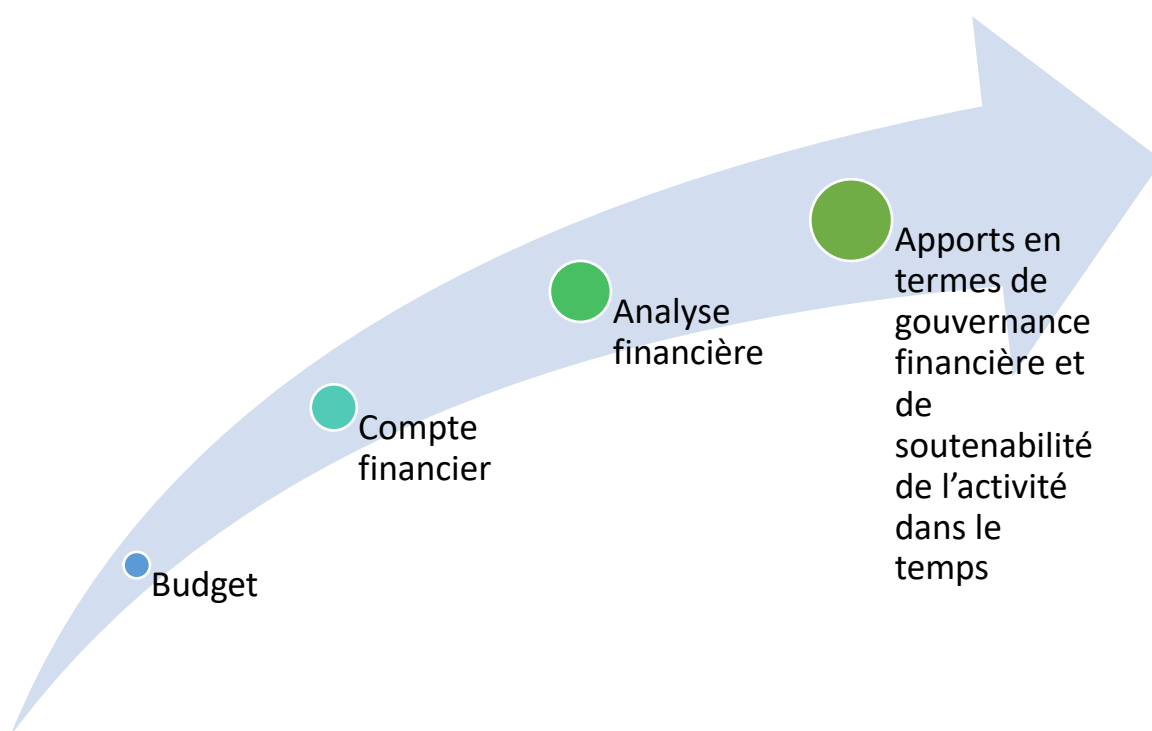 Budget
Compte
financier
Analyse
financière
Apports en
termes de
gouvernance
financière et
de
soutenabilité
de l’activité
dans le
temps